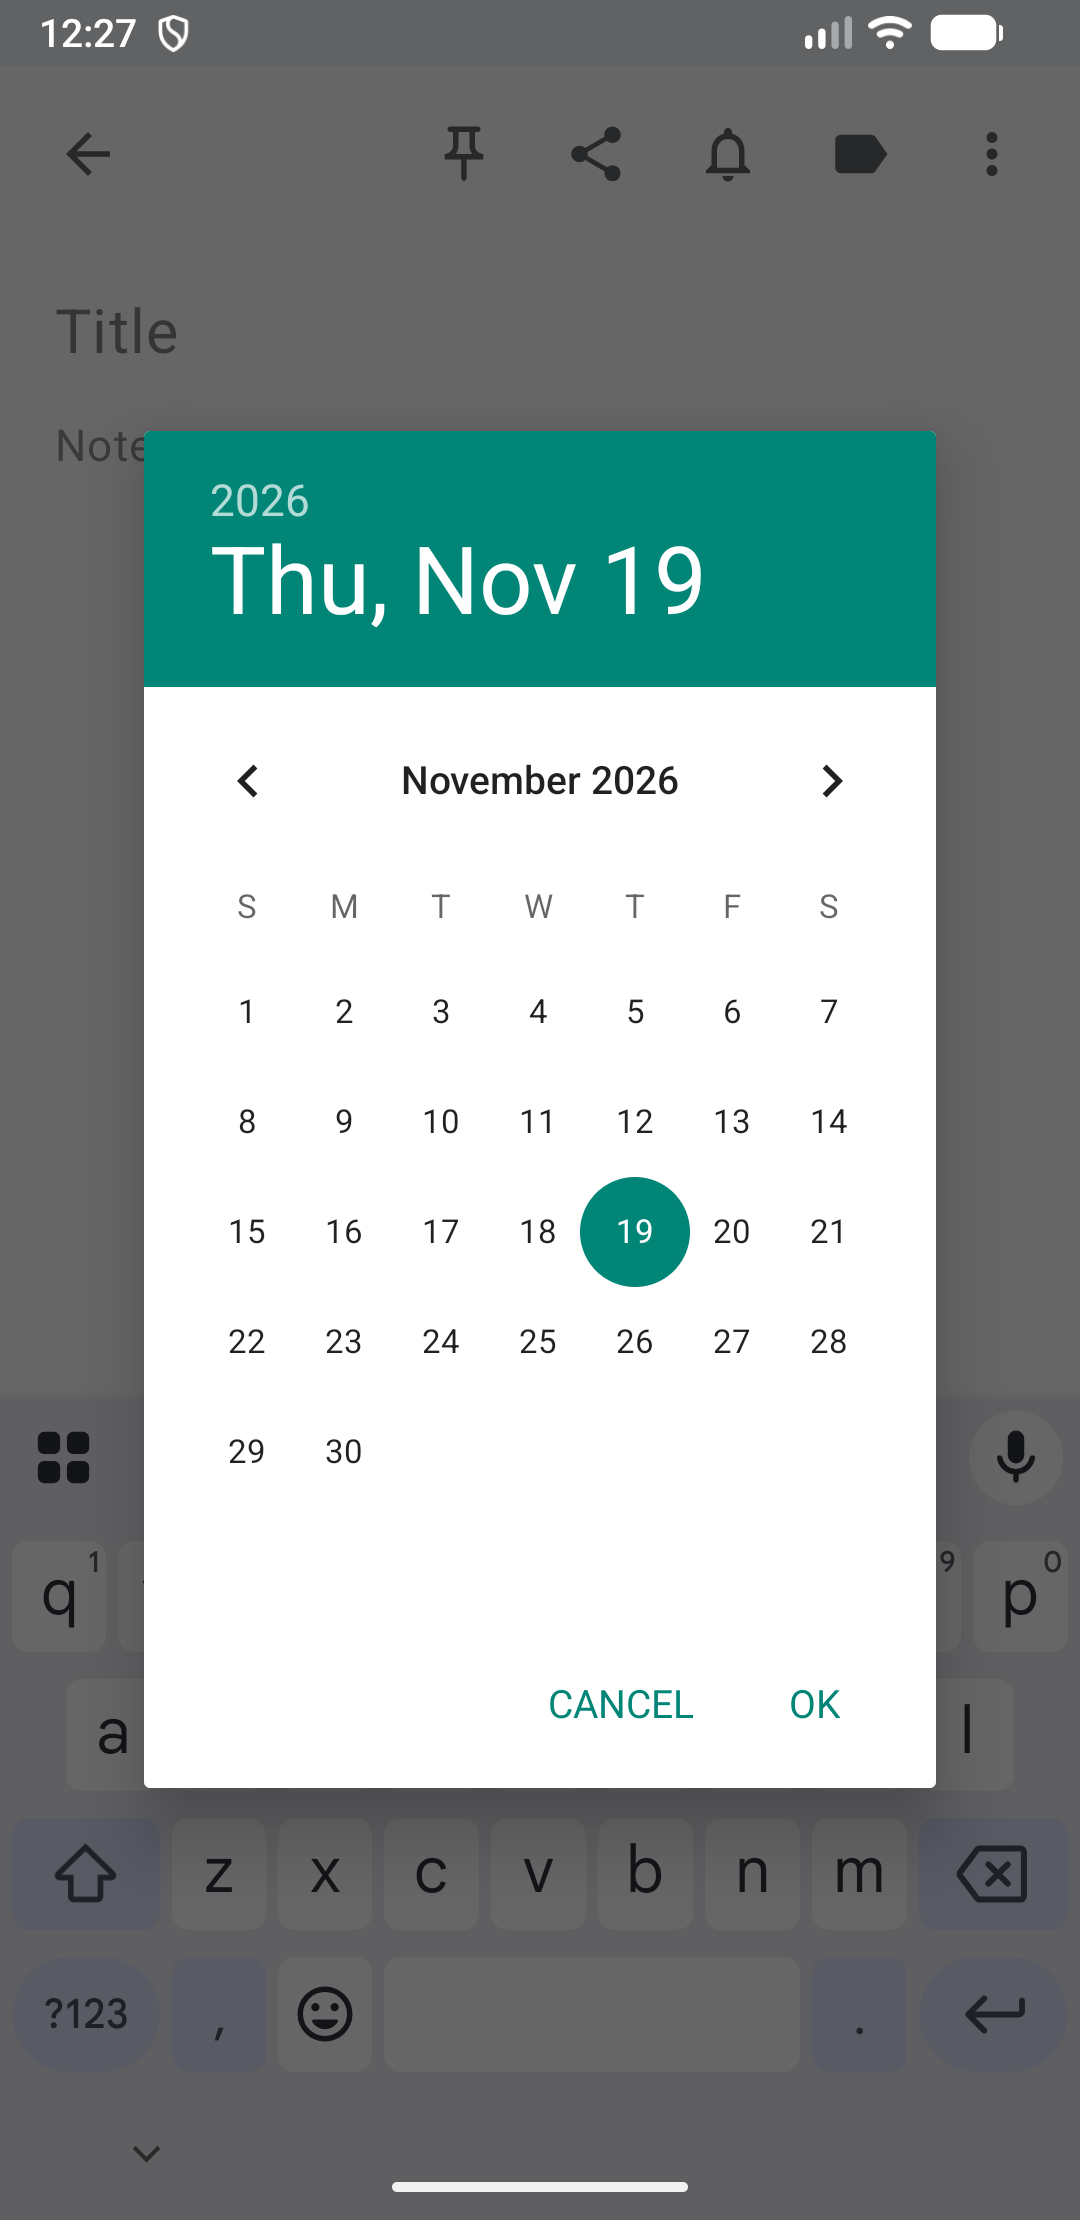 12:27
Title
Note
2026
Thu, Nov 19
November 2026
S M T W T F S
1 2 3 4 5 6 7
8 9 10 11 12 13 14
15 16 17 18 19 20 21
22 23 24 25 26 27 28
29 30
CANCEL OK
q 1 9 p 0
a l
z x c v b n m
?123 , .